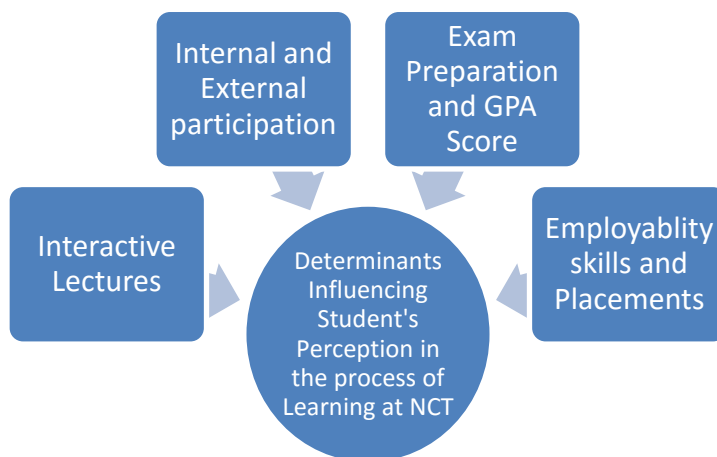 Internal and
External
participation
Exam
Preparation
and GPA
Score
Interactive
Lectures
Employablity
skills and
Placements
Determinants
Influencing
Student's
Perception in
the process of
Learning at NCT